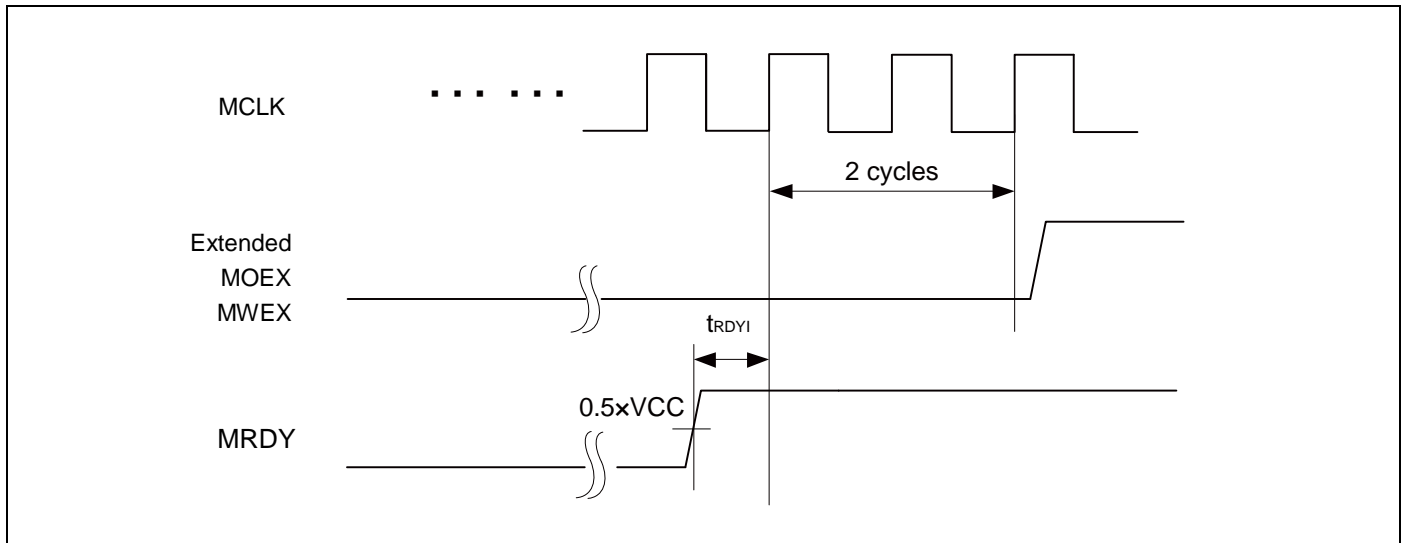 MCLK
2 cycles
Extended
MOEX
MWEX
tRDYI
0.5×VCC
MRDY